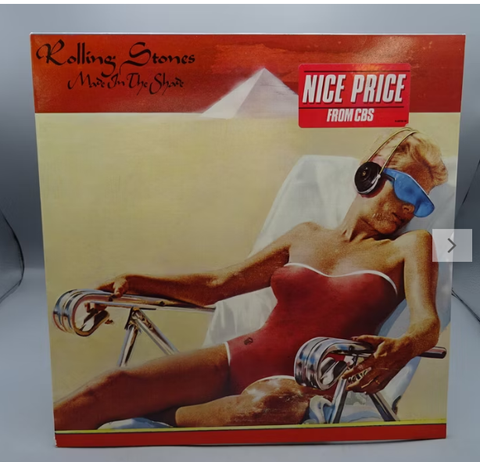 Rolling Stones
Made In The Shade
NICE PRICE
FROM CBS